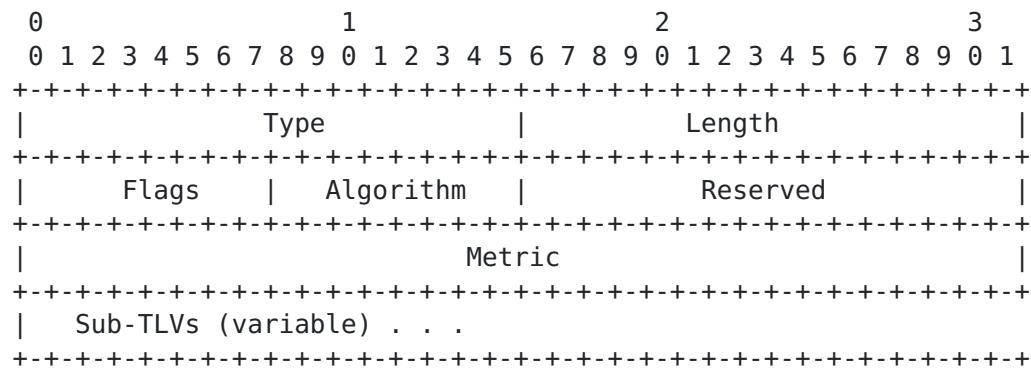 0                   1                   2                   3
 0 1 2 3 4 5 6 7 8 9 0 1 2 3 4 5 6 7 8 9 0 1 2 3 4 5 6 7 8 9 0 1
+-+-+-+-+-+-+-+-+-+-+-+-+-+-+-+-+-+-+-+-+-+-+-+-+-+-+-+-+-+-+-+-+
|               Type            |          Length               |
+-+-+-+-+-+-+-+-+-+-+-+-+-+-+-+-+-+-+-+-+-+-+-+-+-+-+-+-+-+-+-+-+
|      Flags    |   Algorithm   |           Reserved            |
+-+-+-+-+-+-+-+-+-+-+-+-+-+-+-+-+-+-+-+-+-+-+-+-+-+-+-+-+-+-+-+-+
|                            Metric                             |
+-+-+-+-+-+-+-+-+-+-+-+-+-+-+-+-+-+-+-+-+-+-+-+-+-+-+-+-+-+-+-+-+
|   Sub-TLVs (variable) . . .
+-+-+-+-+-+-+-+-+-+-+-+-+-+-+-+-+-+-+-+-+-+-+-+-+-+-+-+-+-+-+-+-+